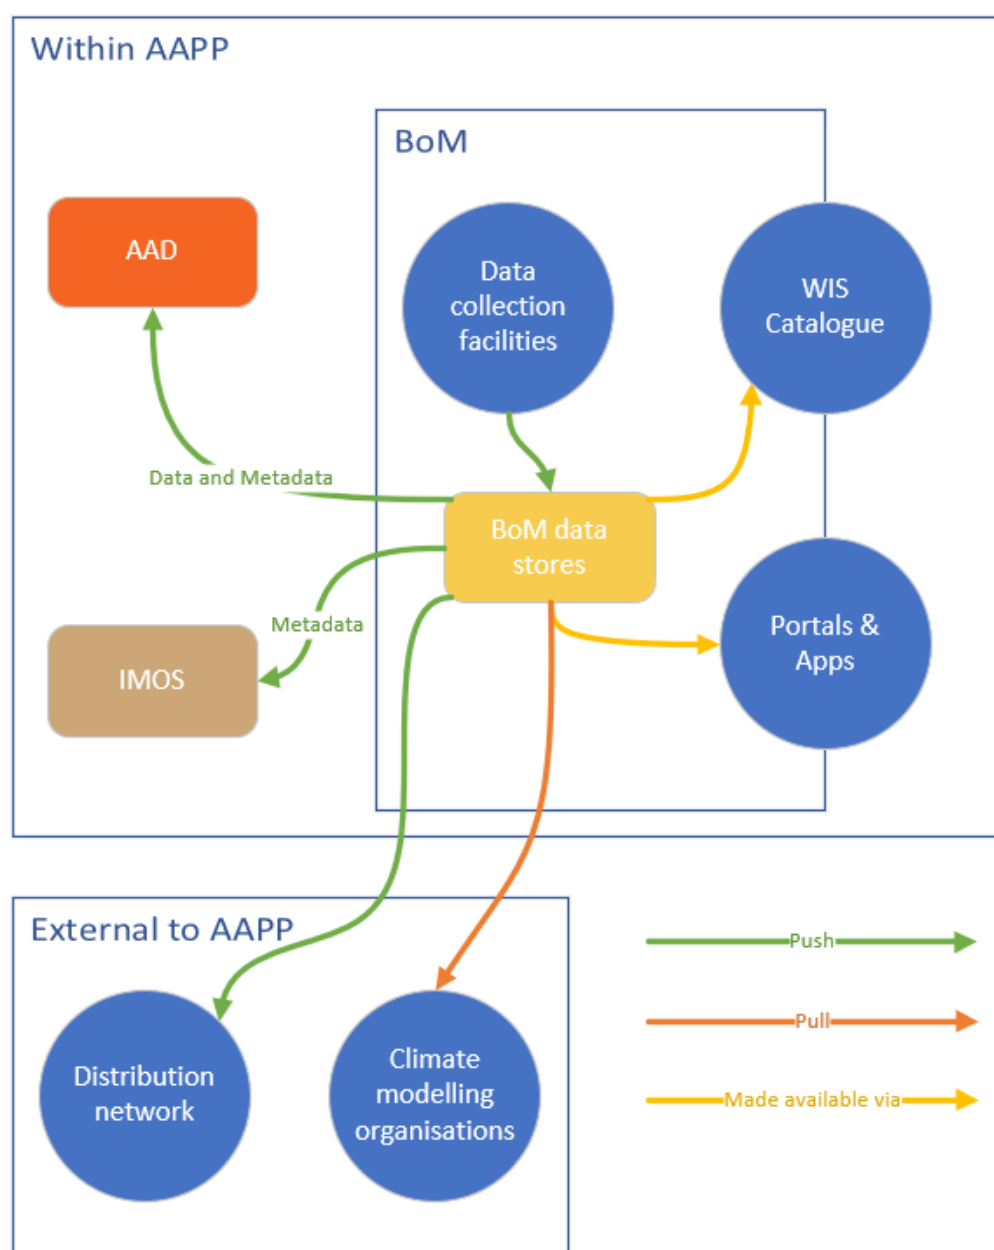 Within AAPP
BoM
AAD
Data
collection
facilities
WIS
Catalogue
Data and Metadata
BoM data
stores
Metadata
IMOS
Portals &
Apps
External to AAPP
Push
Pull
Made available via
Distribution
network
Climate
modelling
organisations